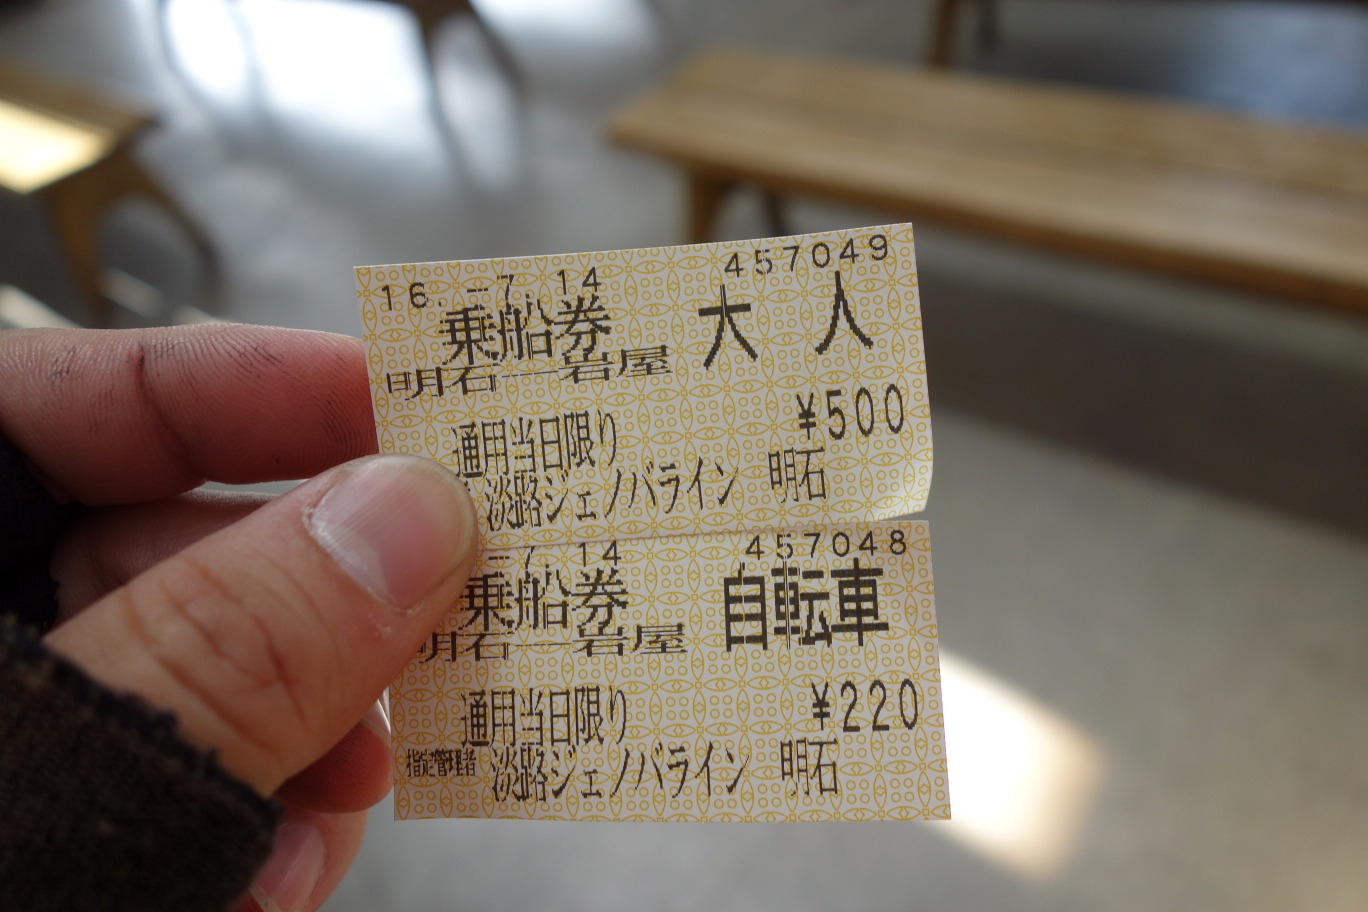 16.-7.14 457049
乗船券 大人
明石―岩屋
¥500
通用当日限り
淡路ジェノバライン 明石
-7.14 457048
乗船券 自転車
明石―岩屋
¥220
通用当日限り
指定管理者 淡路ジェノバライン 明石